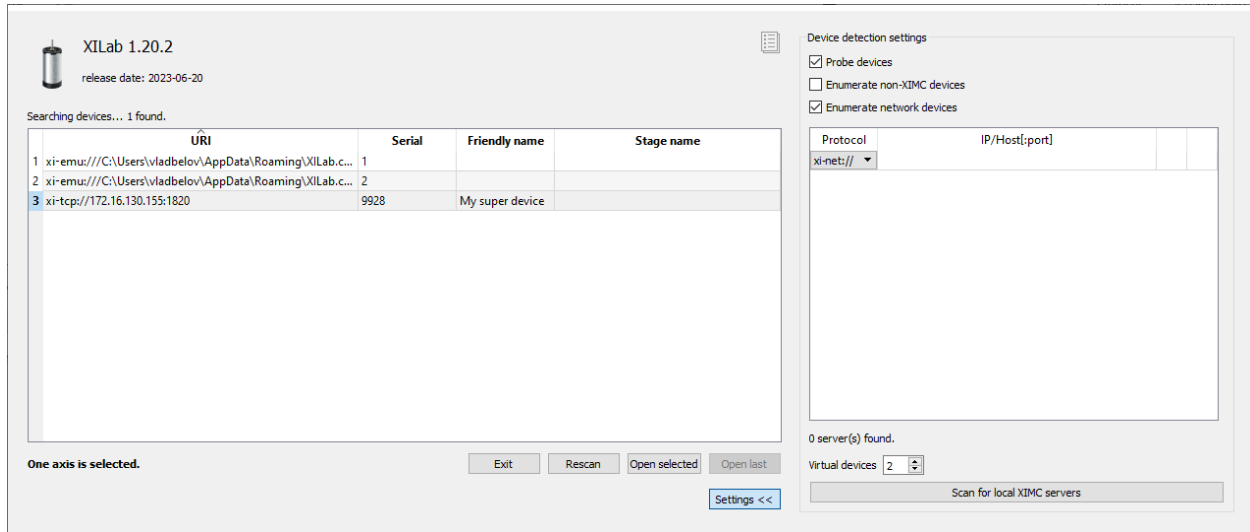 XILab 1.20.2
release date: 2023-06-20
Searching devices... 1 found.
URI Serial Friendly name Stage name
1 xi-emu:///C:\Users\vladbelov\AppData\Roaming\XILab.c... 1
2 xi-emu:///C:\Users\vladbelov\AppData\Roaming\XILab.c... 2
3 xi-tcp://172.16.130.155:1820 9928 My super device
One axis is selected.
Exit Rescan Open selected Open last
Settings <<
Device detection settings
Probe devices
Enumerate non-XIMC devices
Enumerate network devices
Protocol IP/Host[:port]
xi-net://
0 server(s) found.
Virtual devices 2
Scan for local XIMC servers